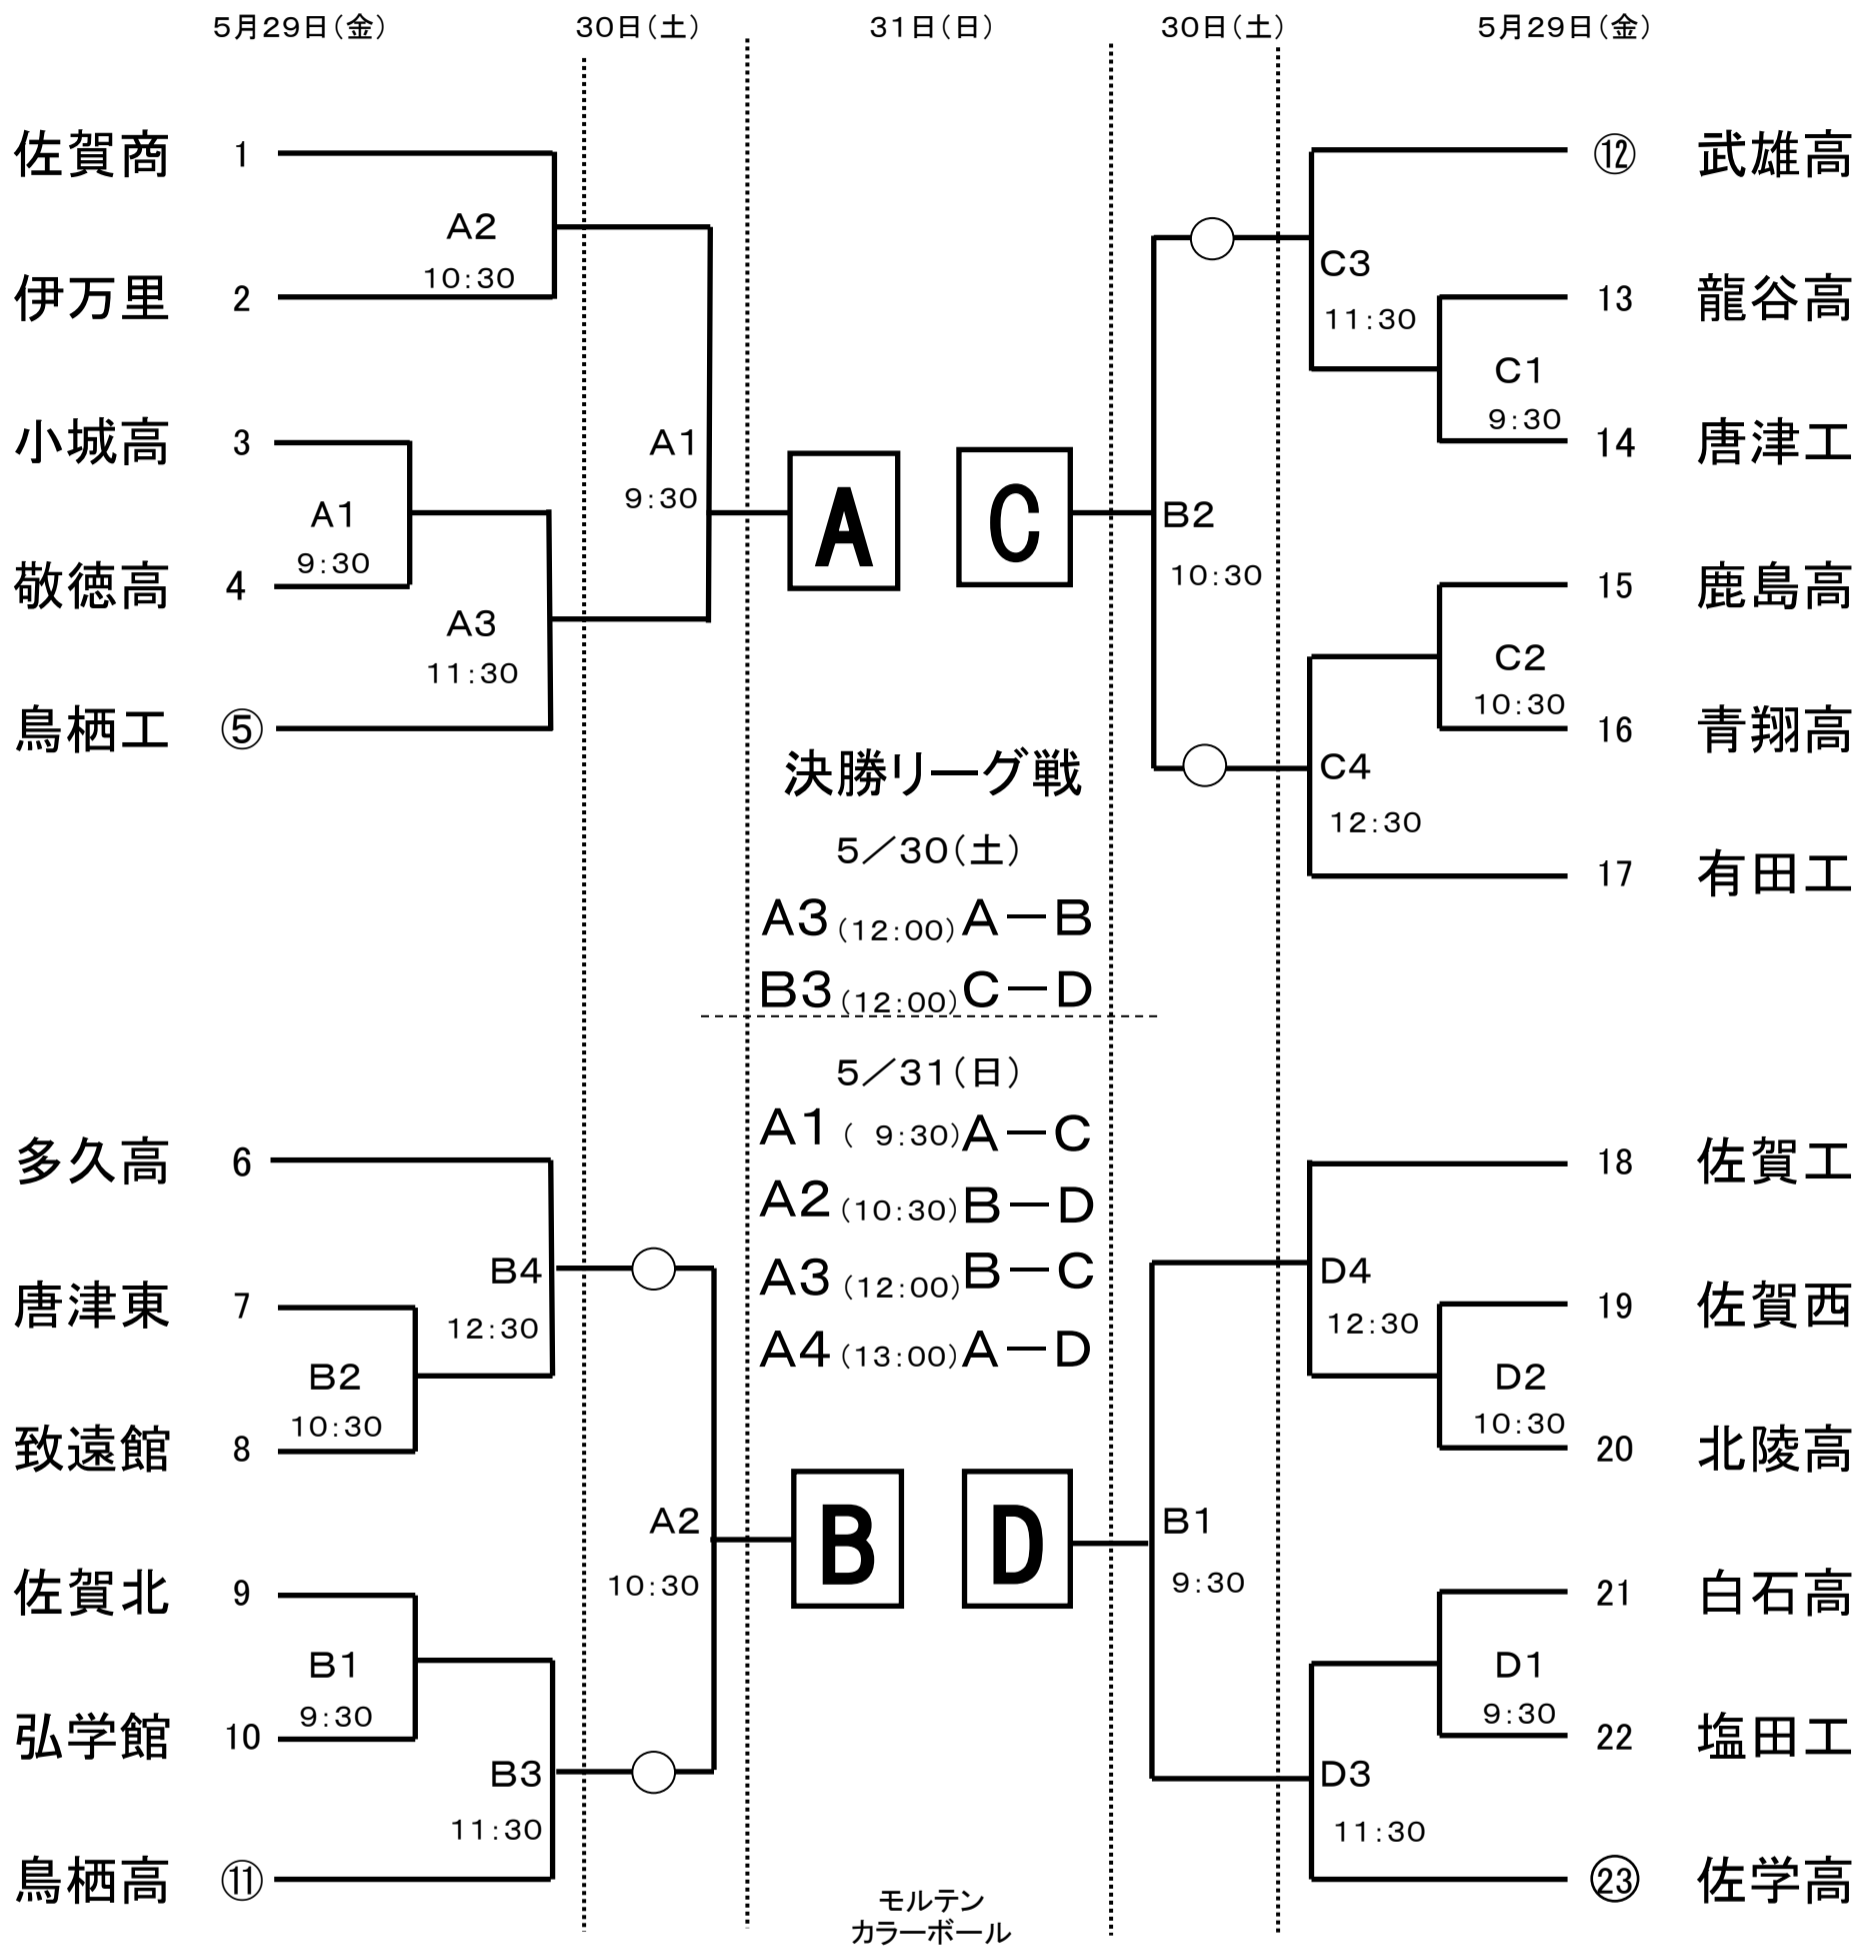 5月29日(金) 30日(土) 31日(日) 30日(土) 5月29日(金)
佐賀商 1
A2
10:30
伊万里 2
小城高 3
A1
9:30
敬徳高 4
A3
11:30
鳥栖工 ⑤
A1
9:30
A
多久高 6
B4
12:30
唐津東 7
B2
10:30
致遠館 8
佐賀北 9
B1
9:30
弘学館 10
B3
11:30
鳥栖高 ⑪
A2
10:30
B
決勝リーグ戦
5/30(土)
A3(12:00)A-B
B3(12:00)C-D
5/31(日)
A1( 9:30)A-C
A2(10:30)B-D
A3(12:00)B-C
A4(13:00)A-D
C
B2
10:30
⑫ 武雄高
C3
11:30
13 龍谷高
C1
9:30
14 唐津工
15 鹿島高
C2
10:30
16 青翔高
C4
12:30
17 有田工
D
B1
9:30
18 佐賀工
D4
12:30
19 佐賀西
D2
10:30
20 北陵高
21 白石高
D1
9:30
22 塩田工
D3
11:30
㉓ 佐学高
モルテン
カラーボール